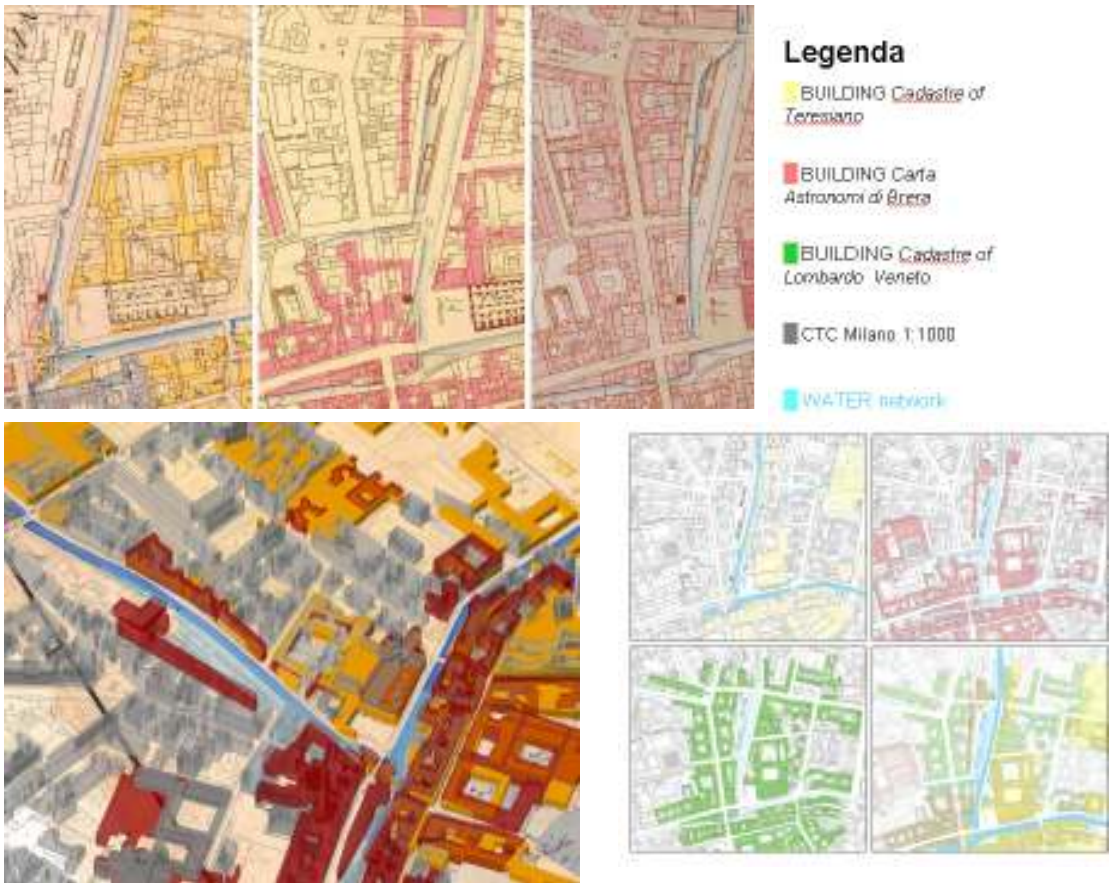 Legenda
BUILDING Cadastre of
Teresiano
BUILDING Carta
Astronomi di Brera
BUILDING Cadastre of
Lombardo Veneto
CTC Milano 1:1000
WATER network